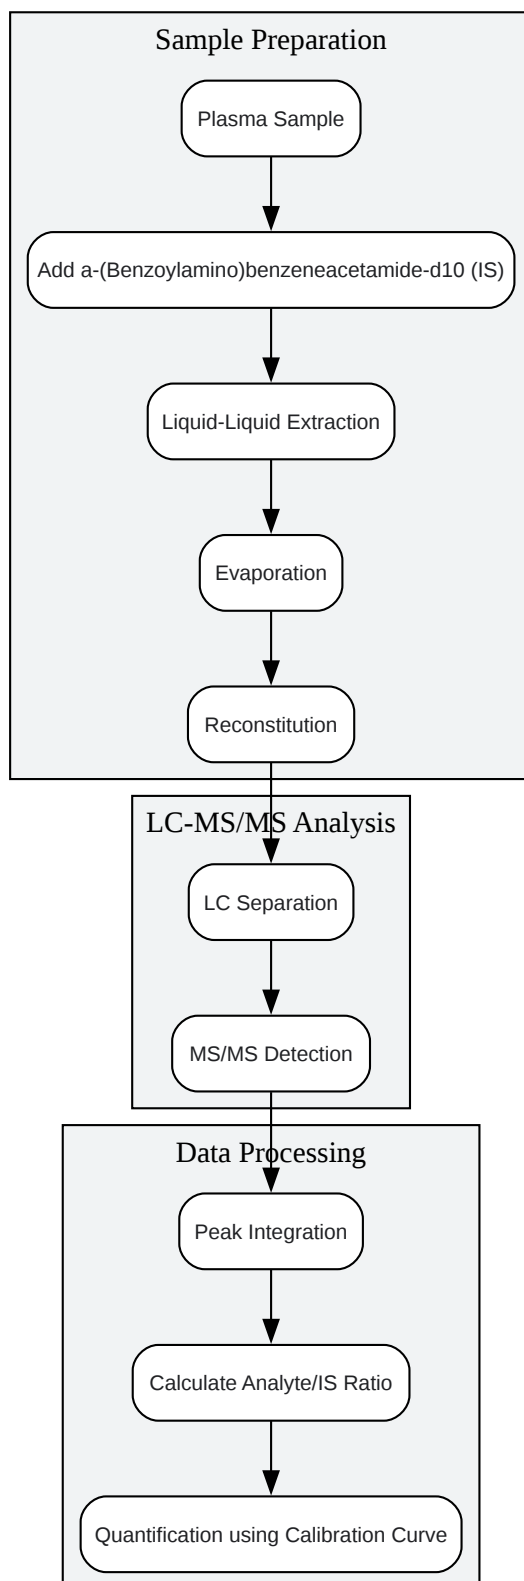 Sample Preparation
Plasma Sample
Add a-(Benzoylamino)benzeneacetamide-d10 (IS)
Liquid-Liquid Extraction
Evaporation
Reconstitution
LC-MS/MS Analysis
LC Separation
MS/MS Detection
Data Processing
Peak Integration
Calculate Analyte/IS Ratio
Quantification using Calibration Curve